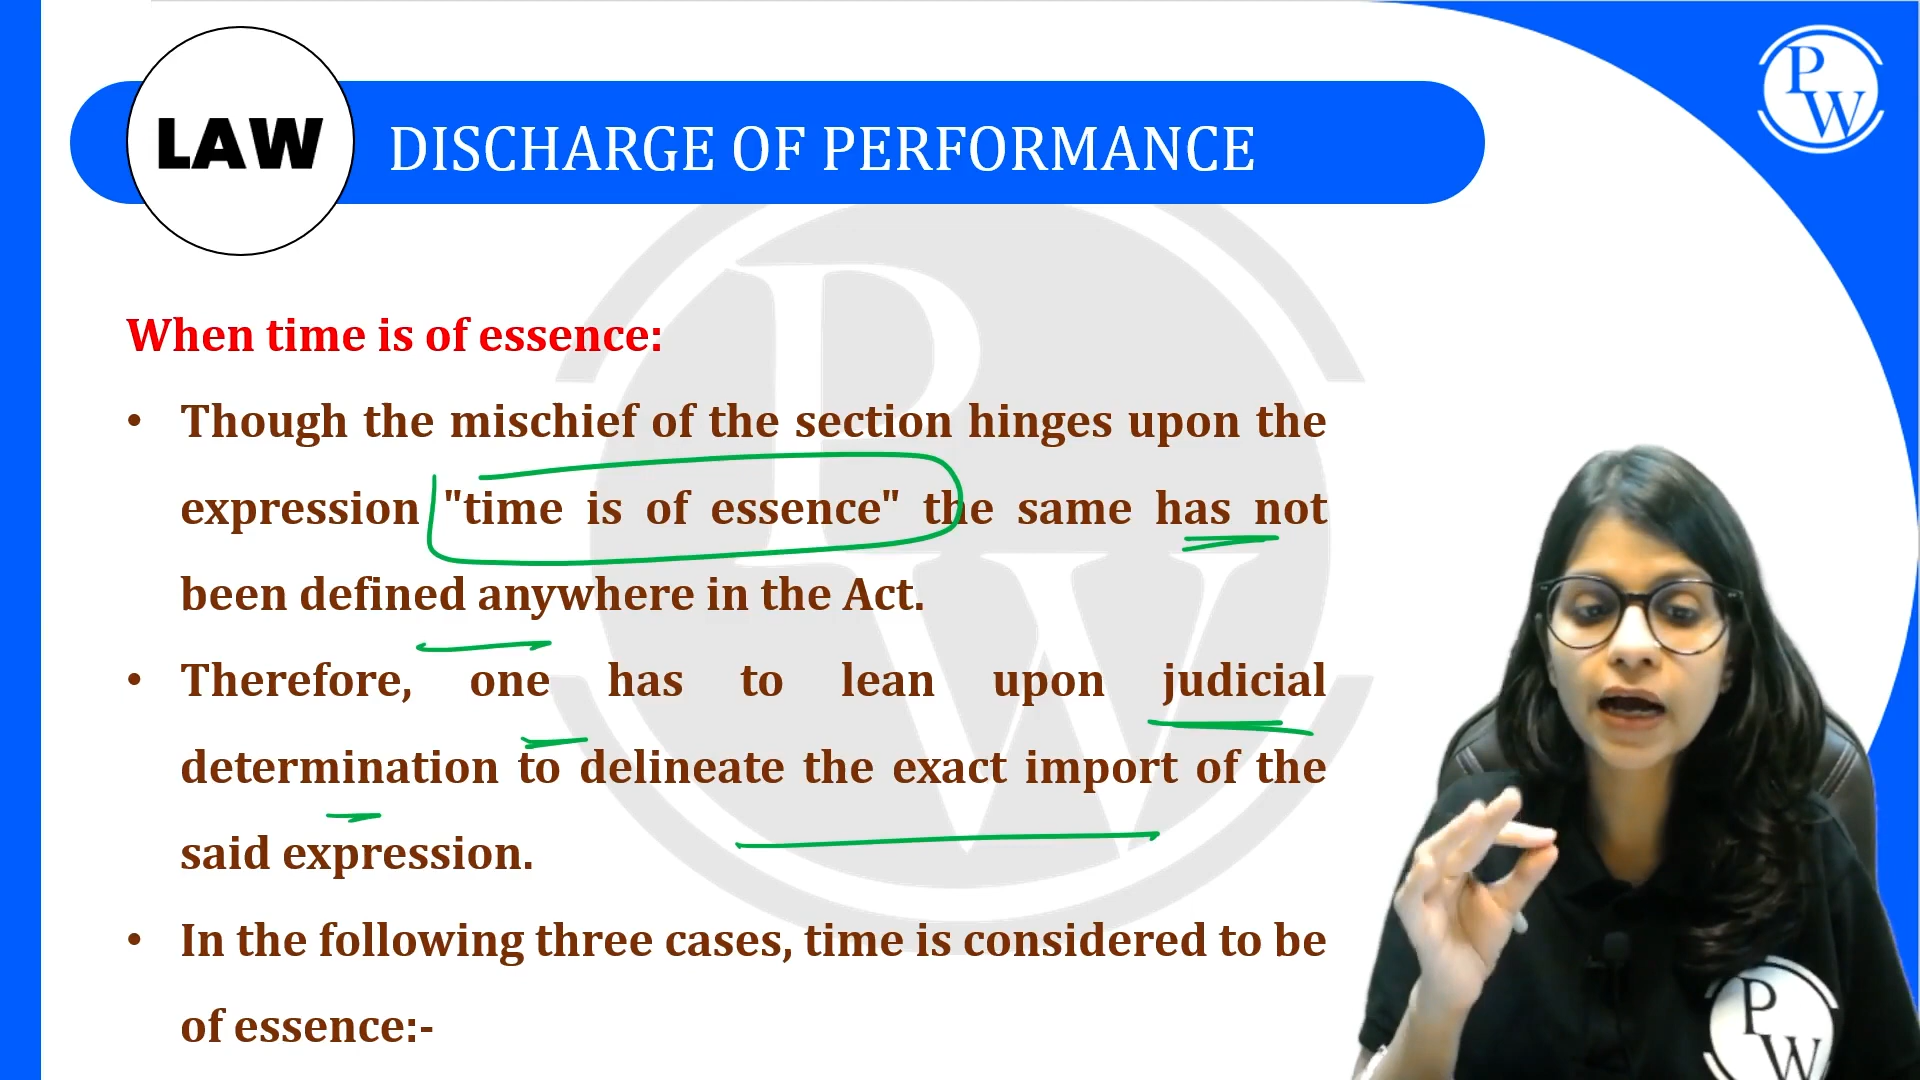 LAW
DISCHARGE OF PERFORMANCE
PW
When time is of essence:
• Though the mischief of the section hinges upon the
expression "time is of essence" the same has not
been defined anywhere in the Act.
• Therefore, one has to lean upon judicial
determination to delineate the exact import of the
said expression.
• In the following three cases, time is considered to be
of essence:-
PW
PW